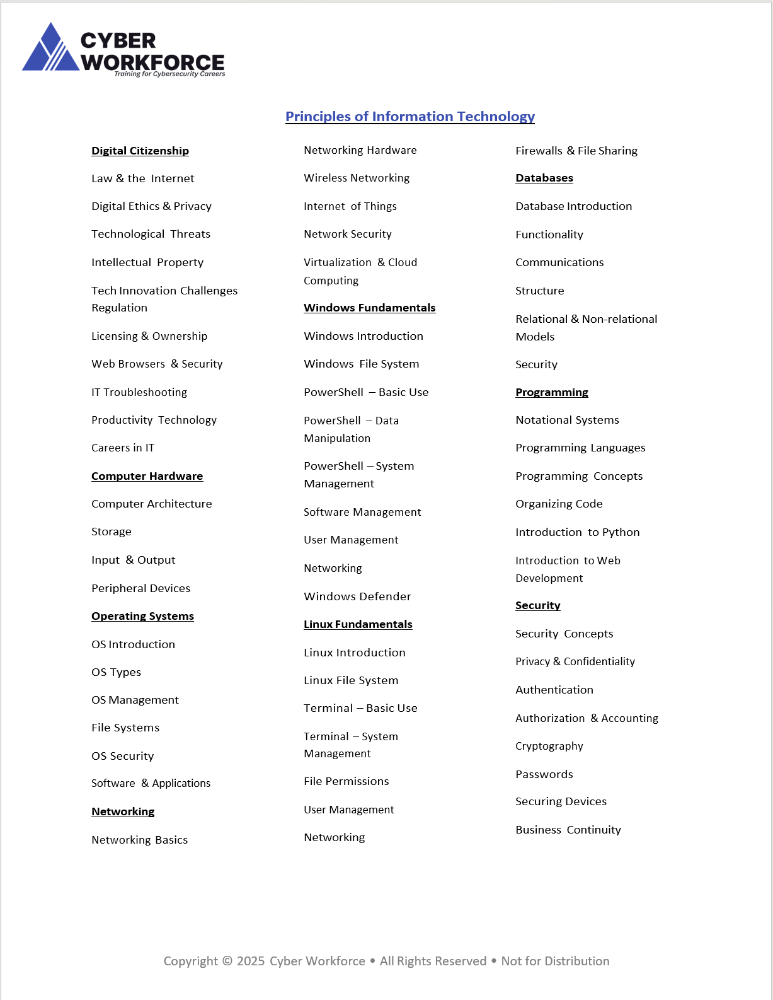 CYBER
WORKFORCE
Training for Cybersecurity Careers
Principles of Information Technology
Digital Citizenship
Law & the Internet
Digital Ethics & Privacy
Technological Threats
Intellectual Property
Tech Innovation Challenges
Regulation
Licensing & Ownership
Web Browsers & Security
IT Troubleshooting
Productivity Technology
Careers in IT
Computer Hardware
Computer Architecture
Storage
Input & Output
Peripheral Devices
Operating Systems
OS Introduction
OS Types
OS Management
File Systems
OS Security
Software & Applications
Networking
Networking Basics
Networking Hardware
Wireless Networking
Internet of Things
Network Security
Virtualization & Cloud
Computing
Windows Fundamentals
Windows Introduction
Windows File System
PowerShell – Basic Use
PowerShell – Data
Manipulation
PowerShell – System
Management
Software Management
User Management
Networking
Windows Defender
Linux Fundamentals
Linux Introduction
Linux File System
Terminal – Basic Use
Terminal – System
Management
File Permissions
User Management
Networking
Firewalls & File Sharing
Databases
Database Introduction
Functionality
Communications
Structure
Relational & Non-relational
Models
Security
Programming
Notational Systems
Programming Languages
Programming Concepts
Organizing Code
Introduction to Python
Introduction to Web
Development
Security
Security Concepts
Privacy & Confidentiality
Authentication
Authorization & Accounting
Cryptography
Passwords
Securing Devices
Business Continuity
Copyright © 2025 Cyber Workforce • All Rights Reserved • Not for Distribution